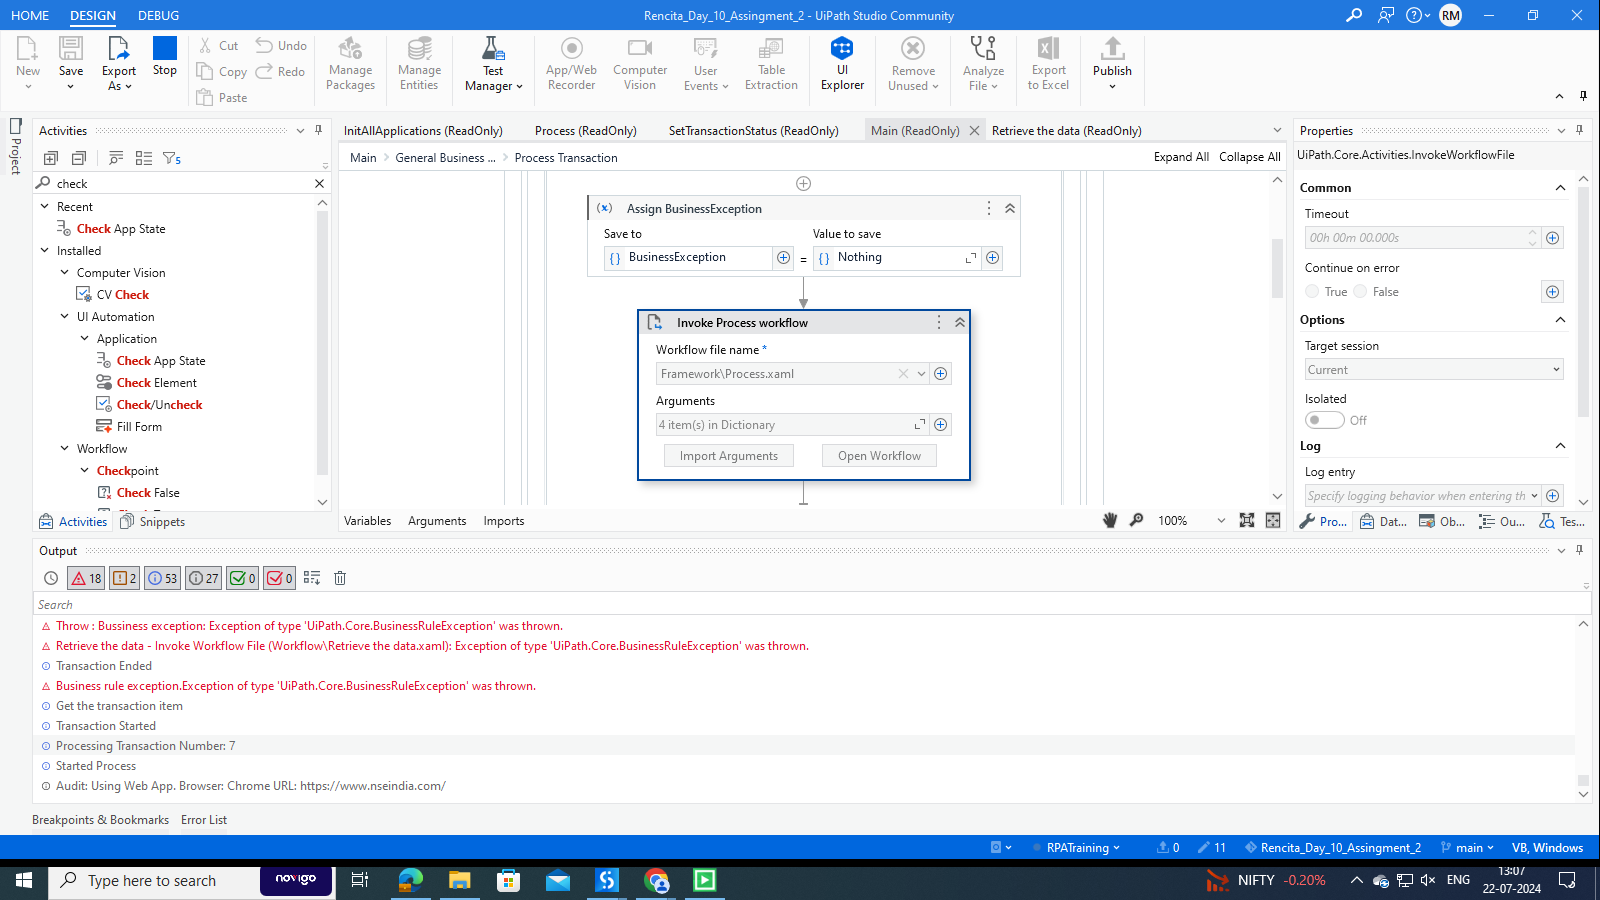 HOME DESIGN DEBUG
Rencita_Day_10_Assingment_2 - UiPath Studio Community
RM
New
Save
Export As
Stop
Cut
Copy
Paste
Undo
Redo
Manage Packages
Manage Entities
Test Manager
App/Web Recorder
Computer Vision
User Events
Table Extraction
UI Explorer
Remove Unused
Analyze File
Export to Excel
Publish
Project
Activities
5
check
Recent
Check App State
Installed
Computer Vision
CV Check
UI Automation
Application
Check App State
Check Element
Check/Uncheck
Fill Form
Workflow
Checkpoint
Check False
Activities Snippets
InitAllApplications (ReadOnly) Process (ReadOnly) SetTransactionStatus (ReadOnly) Main (ReadOnly) Retrieve the data (ReadOnly)
Main > General Business ... > Process Transaction
Expand All Collapse All
(x) Assign BusinessException
Save to Value to save
{} BusinessException = {} Nothing
Invoke Process workflow
Workflow file name *
Framework\Process.xaml
Arguments
4 item(s) in Dictionary
Import Arguments Open Workflow
Variables Arguments Imports
100%
Properties
UiPath.Core.Activities.InvokeWorkflowFile
Common
Timeout
00h 00m 00.000s
Continue on error
True False
Options
Target session
Current
Isolated
Off
Log
Log entry
Specify logging behavior when entering th
Pro... Dat... Ob... Ou... Tes...
Output
18 2 53 27 0 0
Search
Throw : Bussiness exception: Exception of type 'UiPath.Core.BusinessRuleException' was thrown.
Retrieve the data - Invoke Workflow File (Workflow\Retrieve the data.xaml): Exception of type 'UiPath.Core.BusinessRuleException' was thrown.
Transaction Ended
Business rule exception.Exception of type 'UiPath.Core.BusinessRuleException' was thrown.
Get the transaction item
Transaction Started
Processing Transaction Number: 7
Started Process
Audit: Using Web App. Browser: Chrome URL: https://www.nseindia.com/
Breakpoints & Bookmarks Error List
RPATraining 0 11 Rencita_Day_10_Assingment_2 main VB, Windows
Type here to search
novigo
NIFTY -0.20%
ENG
13:07
22-07-2024